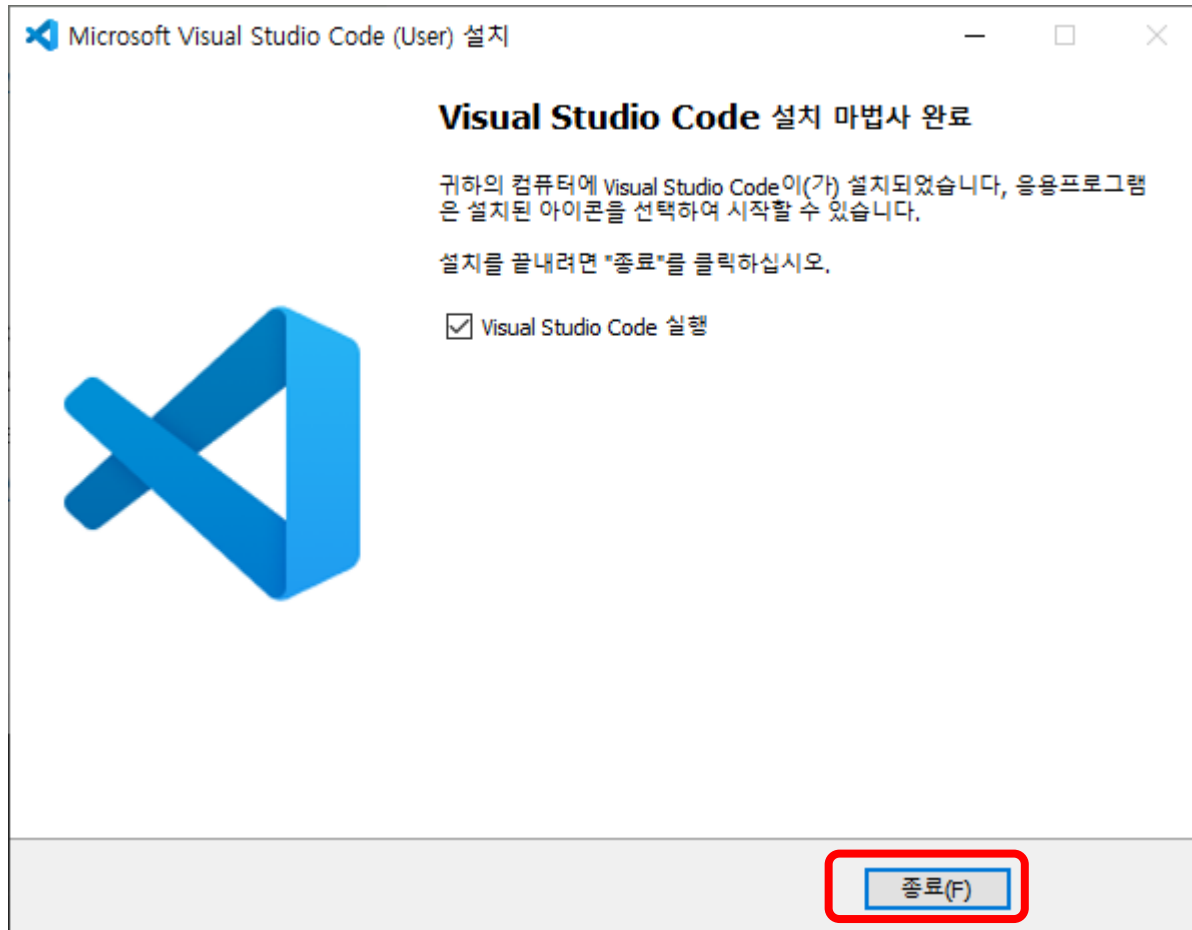 Microsoft Visual Studio Code (User) 설치
Visual Studio Code 설치 마법사 완료
귀하의 컴퓨터에 Visual Studio Code이(가) 설치되었습니다, 응용프로그램
은 설치된 아이콘을 선택하여 시작할 수 있습니다.
설치를 끝내려면 "종료"를 클릭하십시오.
Visual Studio Code 실행
종료(F)